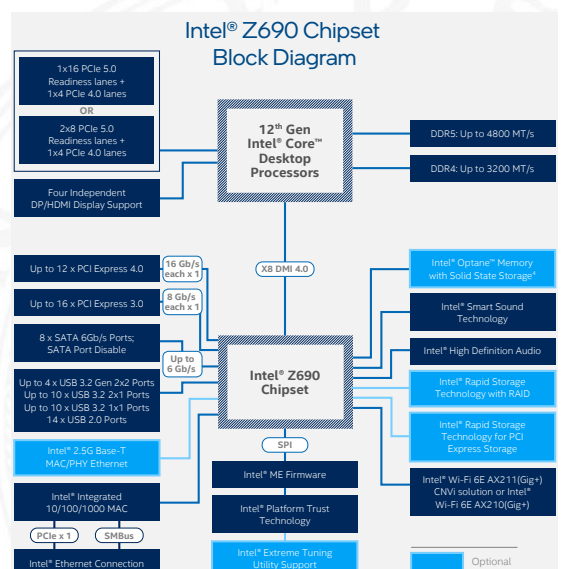 Intel® Z690 Chipset
Block Diagram
1x16 PCIe 5.0
Readiness lanes +
1x4 PCIe 4.0 lanes
OR
2x8 PCIe 5.0
Readiness lanes +
1x4 PCIe 4.0 lanes
Four Independent
DP/HDMI Display Support
12th Gen
Intel® Core™
Desktop
Processors
DDR5: Up to 4800 MT/s
DDR4: Up to 3200 MT/s
X8 DMI 4.0
Up to 12 x PCI Express 4.0
16 Gb/s
each x 1
Up to 16 x PCI Express 3.0
8 Gb/s
each x 1
8 x SATA 6Gb/s Ports;
SATA Port Disable
Up to
6 Gb/s
Up to 4 x USB 3.2 Gen 2x2 Ports
Up to 10 x USB 3.2 2x1 Ports
Up to 10 x USB 3.2 1x1 Ports
14 x USB 2.0 Ports
Intel® 2.5G Base-T
MAC/PHY Ethernet
Intel® Integrated
10/100/1000 MAC
PCIe x 1
SMBus
Intel® Ethernet Connection
Intel® Z690
Chipset
SPI
Intel® ME Firmware
Intel® Platform Trust
Technology
Intel® Extreme Tuning
Utility Support
Intel® Optane™ Memory
with Solid State Storage⁴
Intel® Smart Sound
Technology
Intel® High Definition Audio
Intel® Rapid Storage
Technology with RAID
Intel® Rapid Storage
Technology for PCI
Express Storage
Intel® Wi-Fi 6E AX211(Gig+)
CNVi solution or Intel®
Wi-Fi 6E AX210(Gig+)
Optional